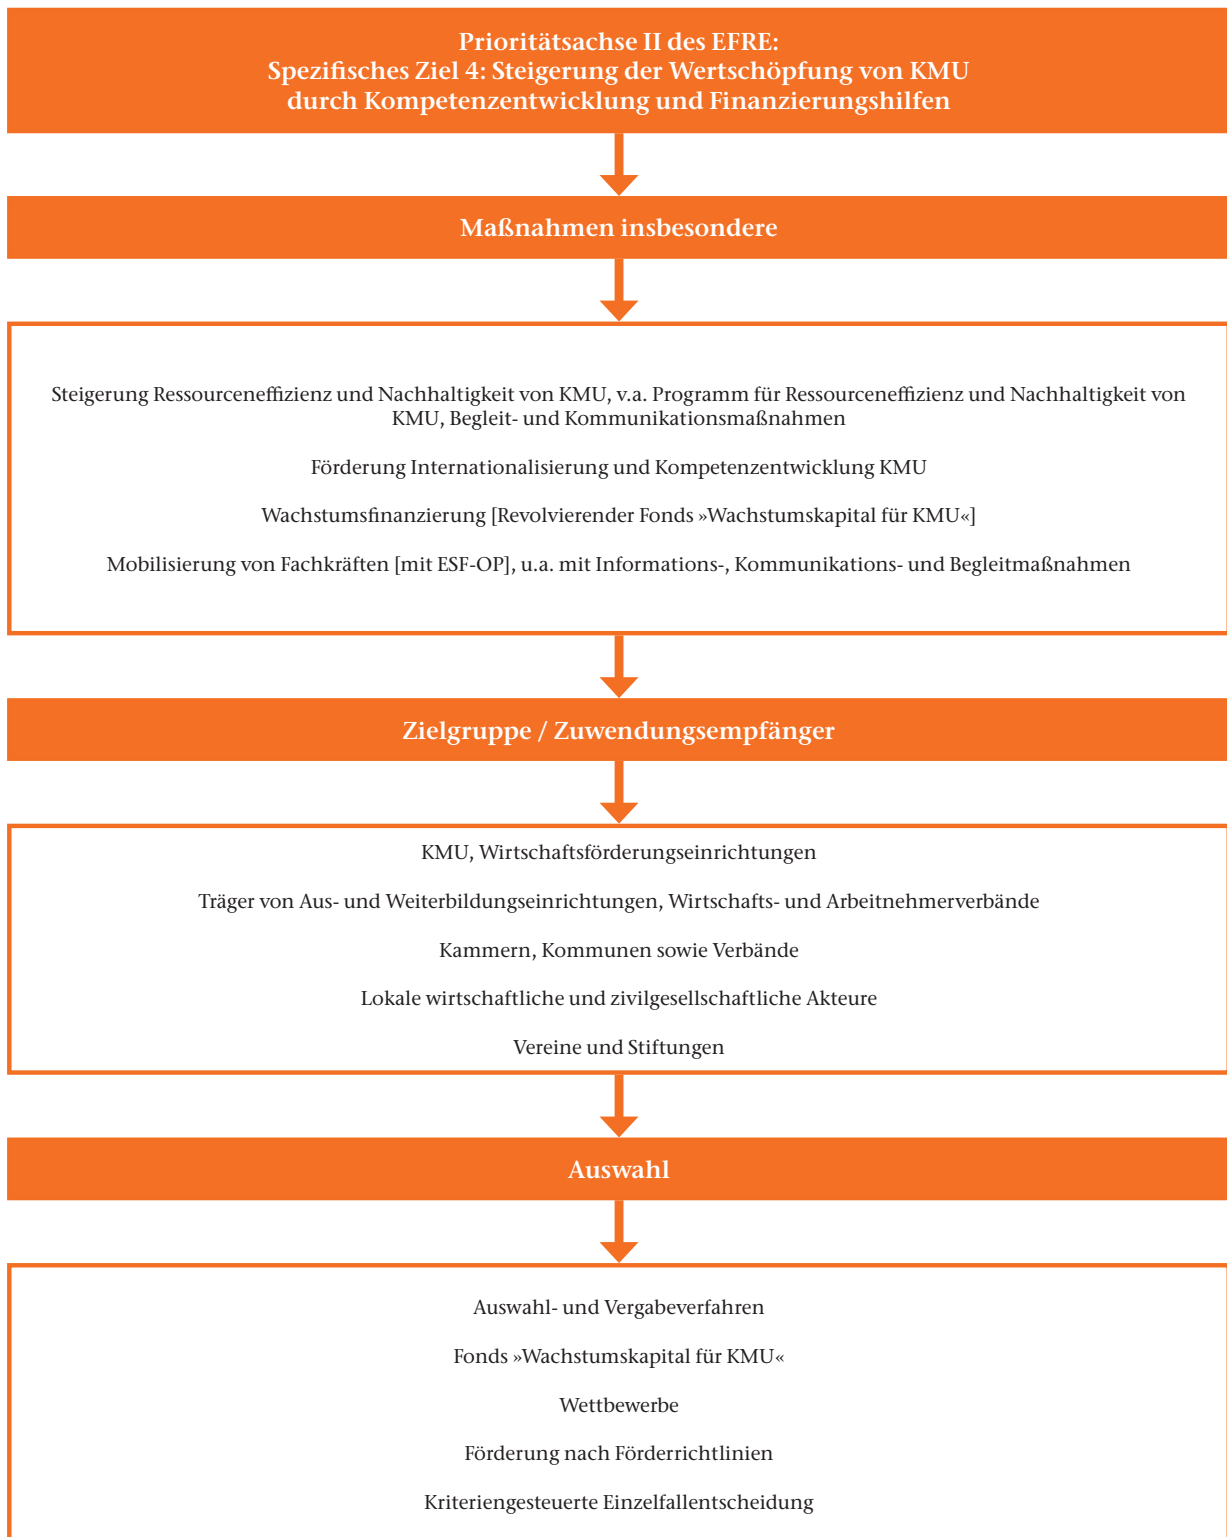 Prioritätsachse II des EFRE:
Spezifisches Ziel 4: Steigerung der Wertschöpfung von KMU
durch Kompetenzentwicklung und Finanzierungshilfen
Maßnahmen insbesondere
Steigerung Ressourceneffizienz und Nachhaltigkeit von KMU, v.a. Programm für Ressourceneffizienz und Nachhaltigkeit von
KMU, Begleit- und Kommunikationsmaßnahmen
Förderung Internationalisierung und Kompetenzentwicklung KMU
Wachstumsfinanzierung [Revolvierender Fonds »Wachstumskapital für KMU«]
Mobilisierung von Fachkräften [mit ESF-OP], u.a. mit Informations-, Kommunikations- und Begleitmaßnahmen
Zielgruppe / Zuwendungsempfänger
KMU, Wirtschaftsförderungseinrichtungen
Träger von Aus- und Weiterbildungseinrichtungen, Wirtschafts- und Arbeitnehmerverbände
Kammern, Kommunen sowie Verbände
Lokale wirtschaftliche und zivilgesellschaftliche Akteure
Vereine und Stiftungen
Auswahl
Auswahl- und Vergabeverfahren
Fonds »Wachstumskapital für KMU«
Wettbewerbe
Förderung nach Förderrichtlinien
Kriteriengesteuerte Einzelfallentscheidung